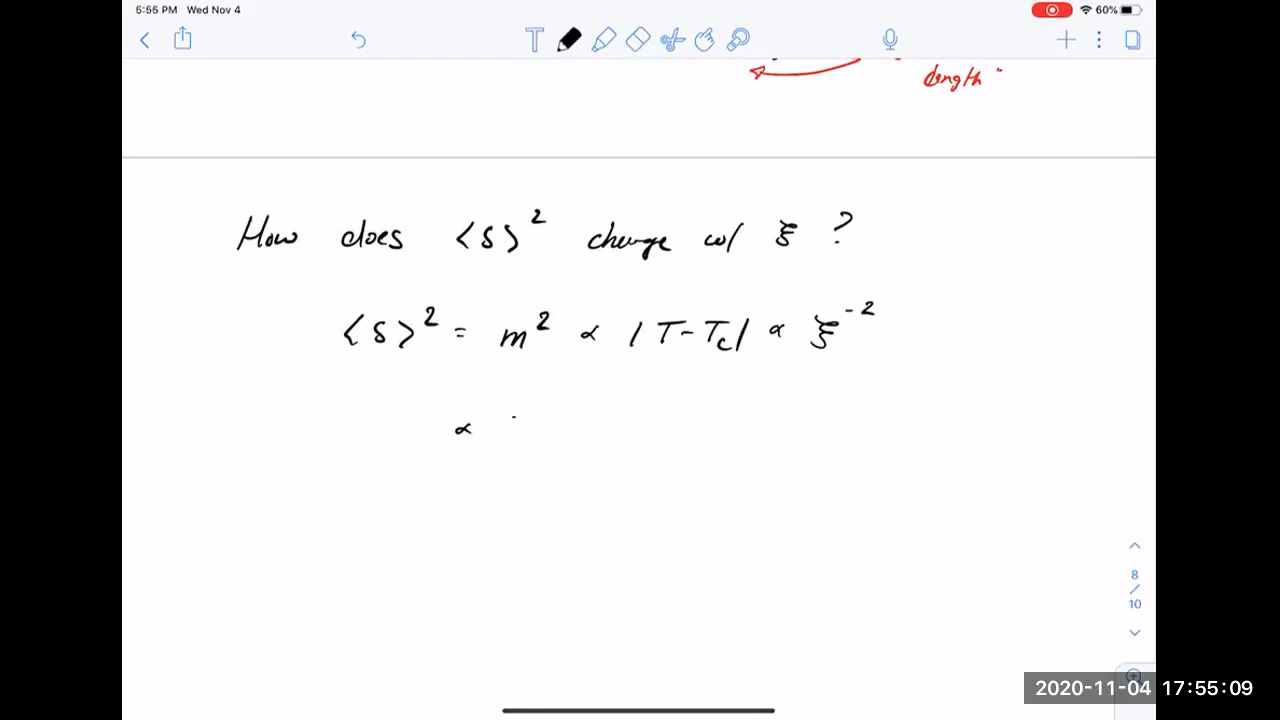 5:55 PM Wed Nov 4
60%
T
length
How does <s>² change w/ ξ ?
<s>² = m² ∝ |T-Tc| ∝ ξ⁻²
∝
8
/
10
2020-11-04 17:55:09